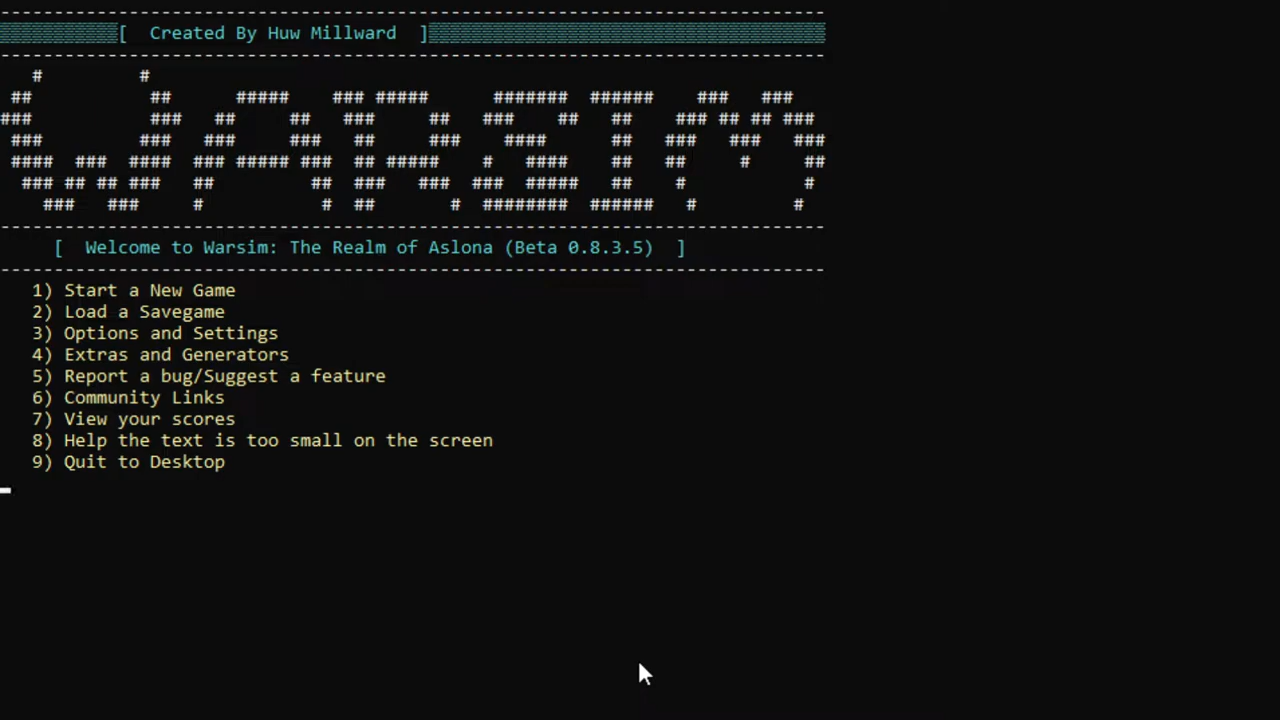 [ Created By Huw Millward ]
WARSIM
[ Welcome to Warsim: The Realm of Aslona (Beta 0.8.3.5) ]
1) Start a New Game
2) Load a Savegame
3) Options and Settings
4) Extras and Generators
5) Report a bug/Suggest a feature
6) Community Links
7) View your scores
8) Help the text is too small on the screen
9) Quit to Desktop